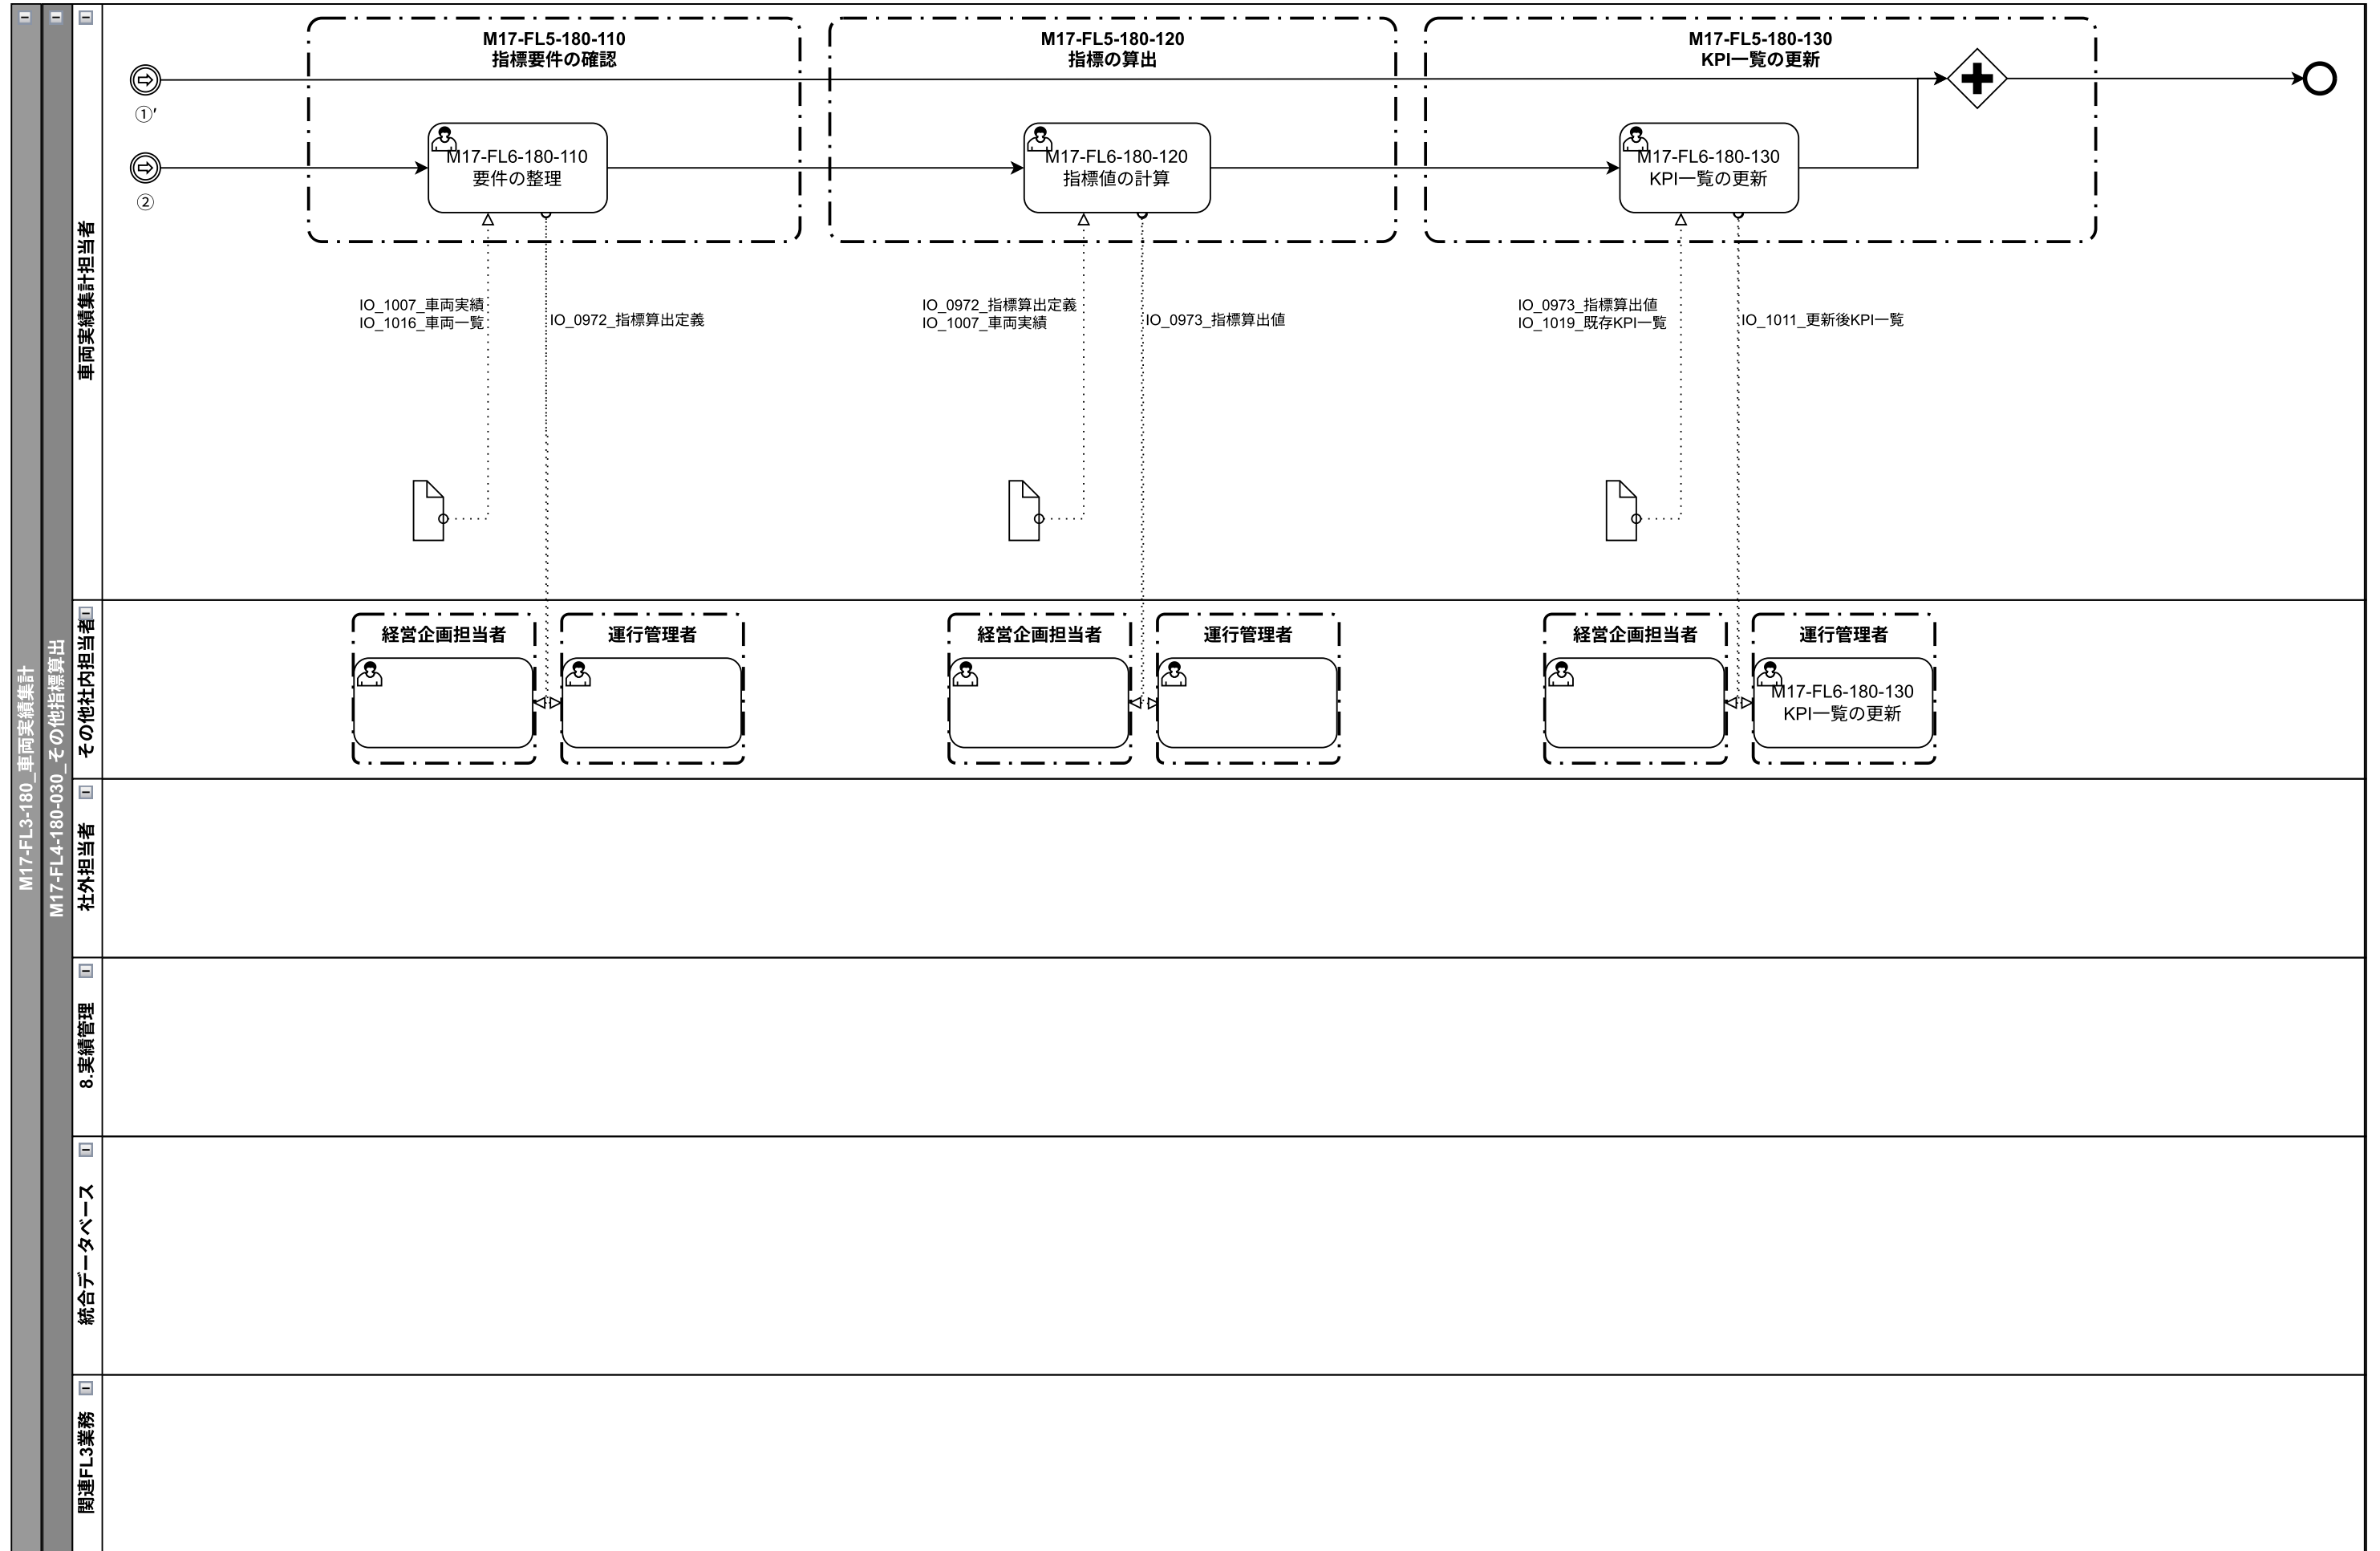 M17-FL3-180_車両実績集計
M17-FL4-180-030_その他指標算出
車両実績集計担当者
M17-FL5-180-110
指標要件の確認
M17-FL5-180-120
指標の算出
M17-FL5-180-130
KPI一覧の更新
①’
②
M17-FL6-180-110
要件の整理
M17-FL6-180-120
指標値の計算
M17-FL6-180-130
KPI一覧の更新
IO_1007_車両実績
IO_1016_車両一覧
IO_0972_指標算出定義
IO_0972_指標算出定義
IO_1007_車両実績
IO_0973_指標算出値
IO_0973_指標算出値
IO_1019_既存KPI一覧
IO_1011_更新後KPI一覧
その他社内担当者
経営企画担当者
運行管理者
経営企画担当者
運行管理者
経営企画担当者
運行管理者
M17-FL6-180-130
KPI一覧の更新
社外担当者
8.実績管理
統合データベース
関連FL3業務